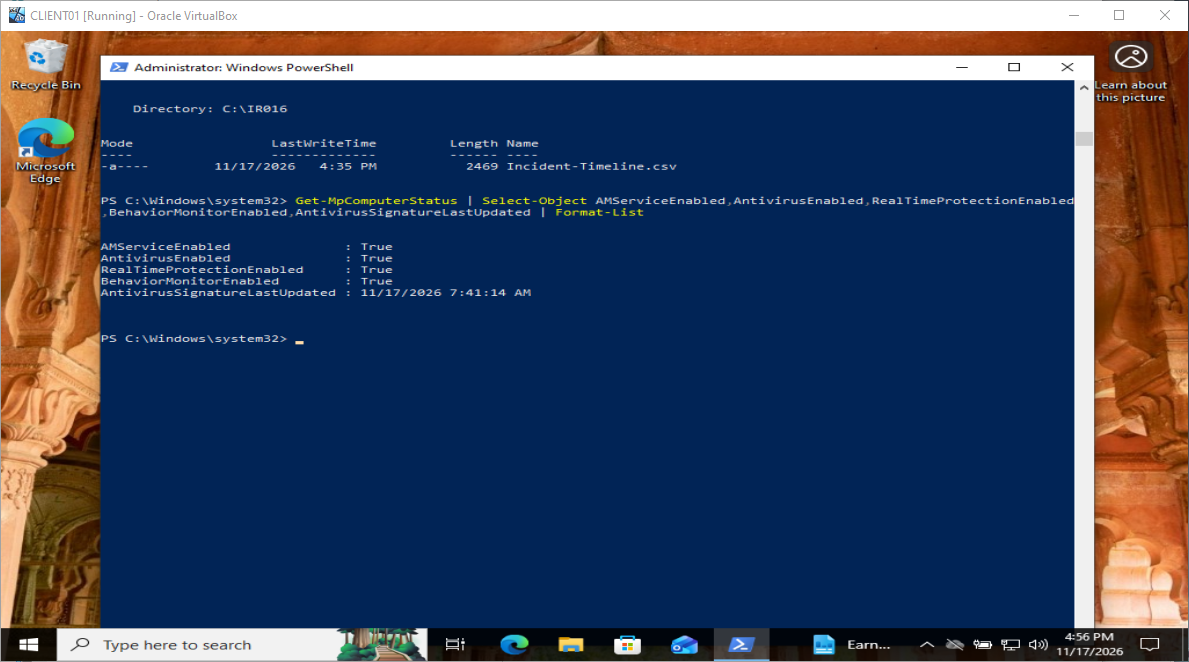 CLIENT01 [Running] - Oracle VirtualBox
Recycle Bin
Microsoft
Edge
Learn about
this picture
Administrator: Windows PowerShell
Directory: C:\IR016
Mode LastWriteTime Length Name
---- ------------- ------ ----
-a---- 11/17/2026 4:35 PM 2469 Incident-Timeline.csv
PS C:\Windows\system32> Get-MpComputerStatus | Select-Object AMServiceEnabled,AntivirusEnabled,RealTimeProtectionEnabled
,BehaviorMonitorEnabled,AntivirusSignatureLastUpdated | Format-List
AMServiceEnabled : True
AntivirusEnabled : True
RealTimeProtectionEnabled : True
BehaviorMonitorEnabled : True
AntivirusSignatureLastUpdated : 11/17/2026 7:41:14 AM
PS C:\Windows\system32>
Type here to search
Earn...
4:56 PM
11/17/2026